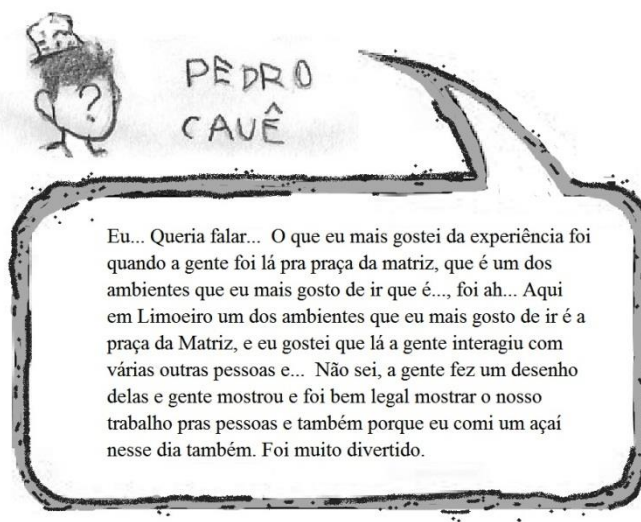 PEDRO
CAUÊ
Eu... Queria falar... O que eu mais gostei da experiência foi
quando a gente foi lá pra praça da matriz, que é um dos
ambientes que eu mais gosto de ir que é..., foi ah... Aqui
em Limoeiro um dos ambientes que eu mais gosto de ir é a
praça da Matriz, e eu gostei que lá a gente interagiu com
várias outras pessoas e... Não sei, a gente fez um desenho
delas e gente mostrou e foi bem legal mostrar o nosso
trabalho pras pessoas e também porque eu comi um açaí
nesse dia também. Foi muito divertido.